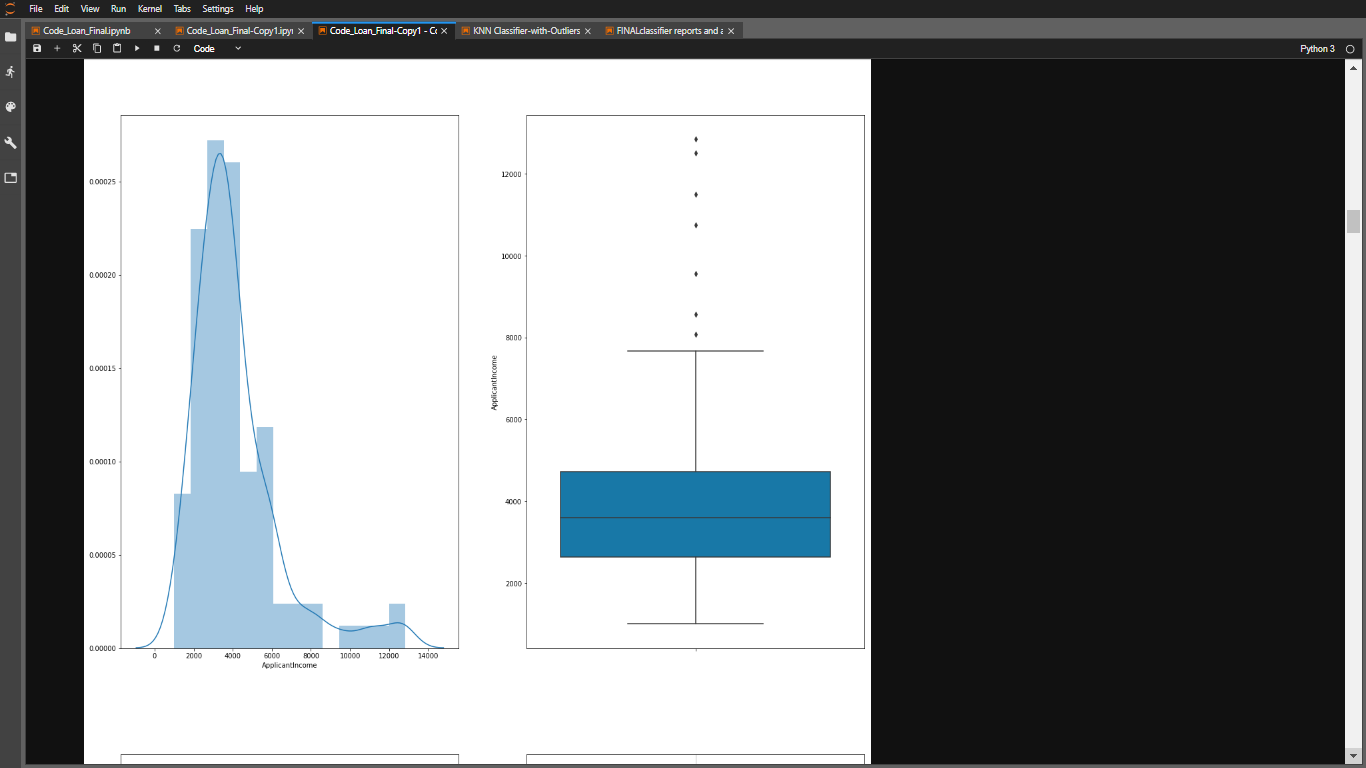 File Edit View Run Kernel Tabs Settings Help
Code_Loan_Final.ipynb Code_Loan_Final-Copy1.ipyn Code_Loan_Final-Copy1 - Co KNN Classifier-with-Outliers FINALclassifier reports and a
Code Python 3
0.00025
0.00020
0.00015
0.00010
0.00005
0.00000
0 2000 4000 6000 8000 10000 12000 14000
ApplicantIncome
12000
10000
8000
6000
4000
2000
ApplicantIncome